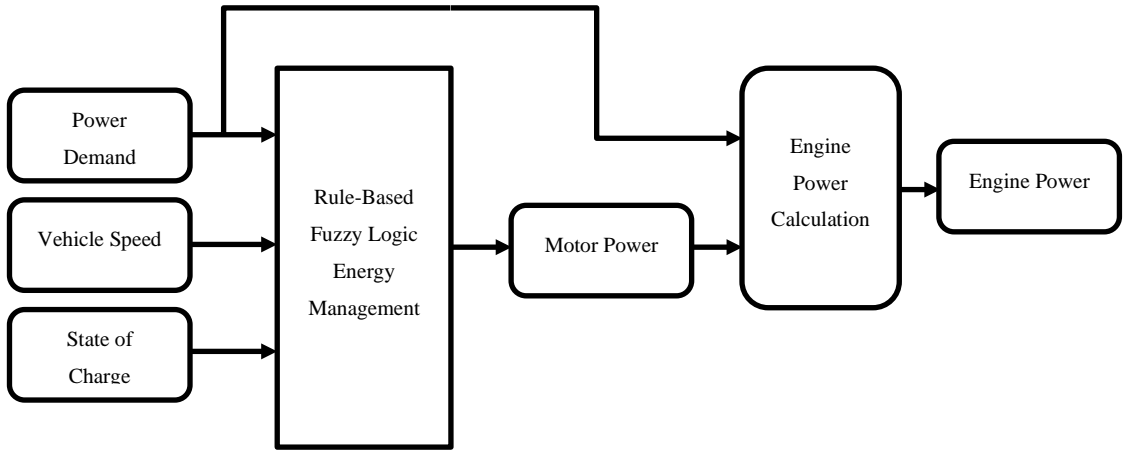 Power
Demand
Vehicle Speed
State of
Charge
Rule-Based
Fuzzy Logic
Energy
Management
Motor Power
Engine
Power
Calculation
Engine Power